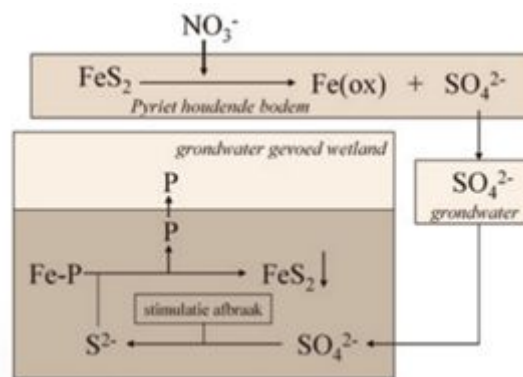 NO₃⁻
FeS₂ Fe(ox) + SO₄²⁻
Pyriet houdende bodem
grondwater gevoed wetland
P
SO₄²⁻
grondwater
P
Fe-P FeS₂
stimulatie afbraak
S²⁻ SO₄²⁻